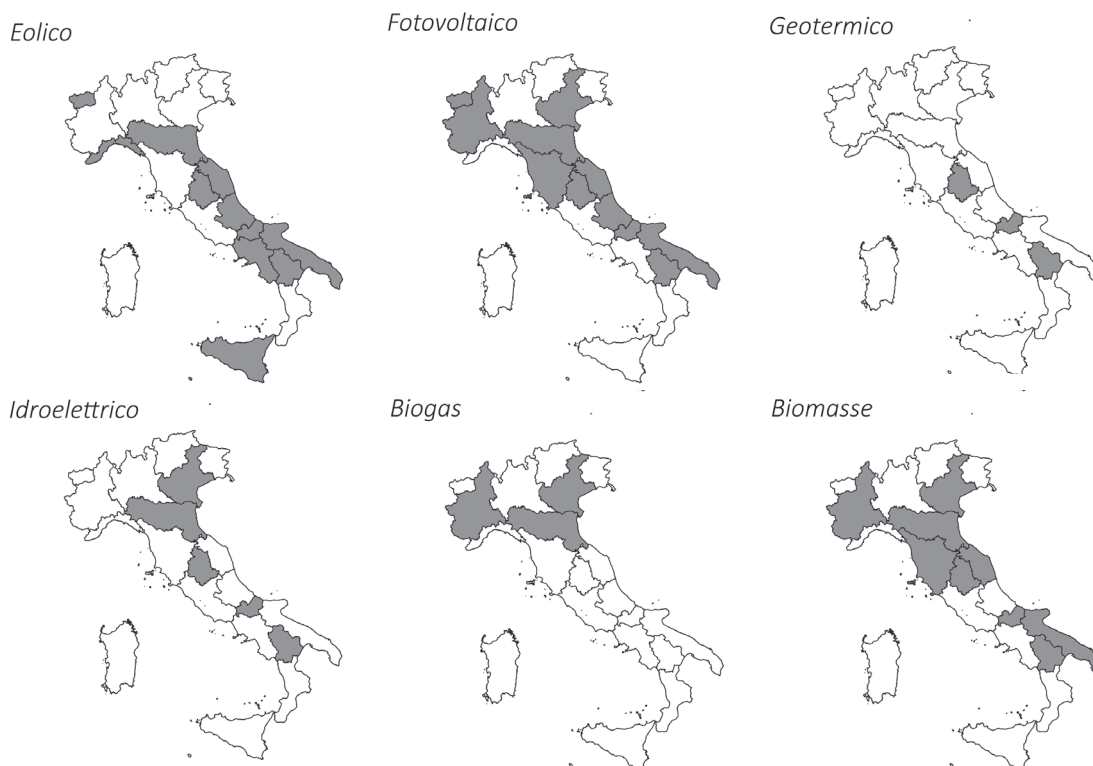 Eolico
Fotovoltaico
Geotermico
Idroelettrico
Biogas
Biomasse